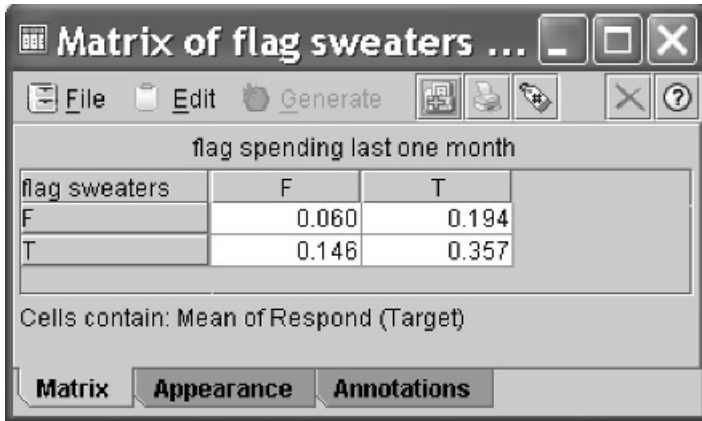 Matrix of flag sweaters ...
File Edit Generate
flag spending last one month
flag sweaters F T
F 0.060 0.194
T 0.146 0.357
Cells contain: Mean of Respond (Target)
Matrix Appearance Annotations